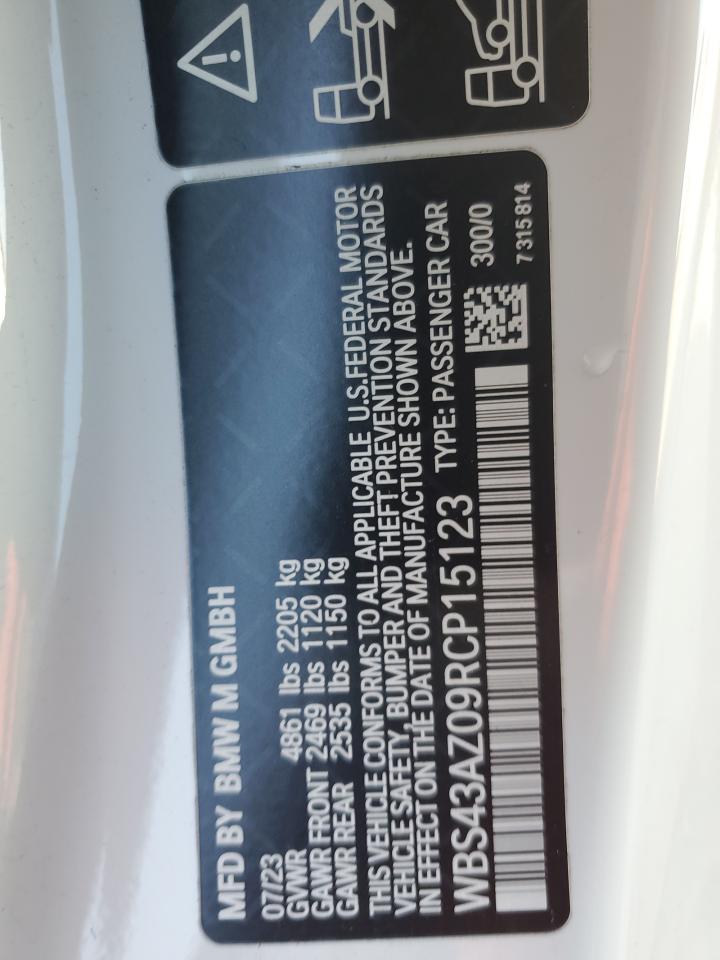 MFD BY BMW M GMBH
07/23
GVWR 4861 lbs 2205 kg
GAWR FRONT 2469 lbs 1120 kg
GAWR REAR 2535 lbs 1150 kg
THIS VEHICLE CONFORMS TO ALL APPLICABLE U.S.FEDERAL MOTOR
VEHICLE SAFETY, BUMPER AND THEFT PREVENTION STANDARDS
IN EFFECT ON THE DATE OF MANUFACTURE SHOWN ABOVE.
WBS43AZ09RCP15123 TYPE: PASSENGER CAR
300/0
7 315 814